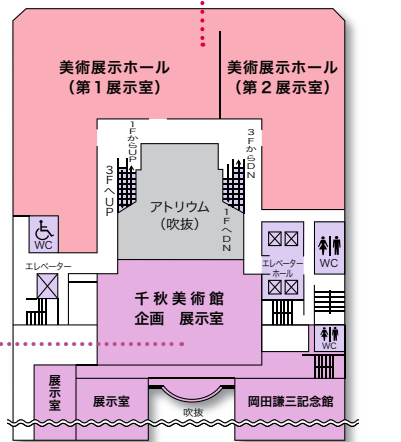 美術展示ホール
（第１展示室）
美術展示ホール
（第２展示室）
1FからUP
3FからDN
3FへUP
アトリウム
（吹抜）
1FへDN
WC
エレベーター
エレベーター
ホール
WC
千秋美術館
企画 展示室
WC
展示室
展示室
吹抜
岡田謙三記念館